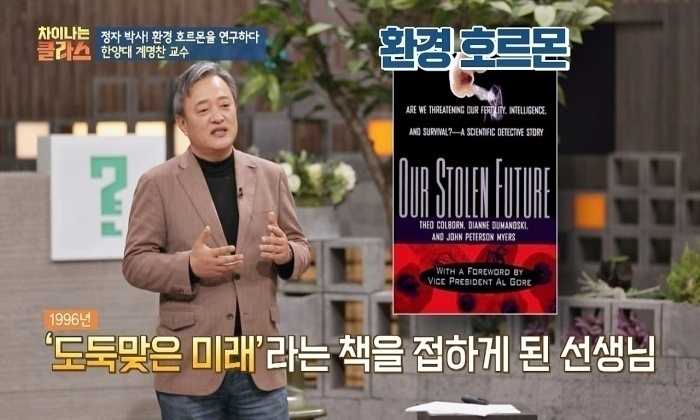 차이나는
클라스
정자 박사! 환경 호르몬을 연구하다
한양대 계명찬 교수
환경 호르몬
ARE WE THREATENING OUR FERTILITY, INTELLIGENCE,
AND SURVIVAL?—A SCIENTIFIC DETECTIVE STORY
OUR STOLEN FUTURE
THEO COLBORN, DIANNE DUMANOSKI,
AND JOHN PETERSON MYERS
WITH A FOREWORD BY
VICE PRESIDENT AL GORE
1996년
‘도둑맞은 미래’라는 책을 접하게 된 선생님